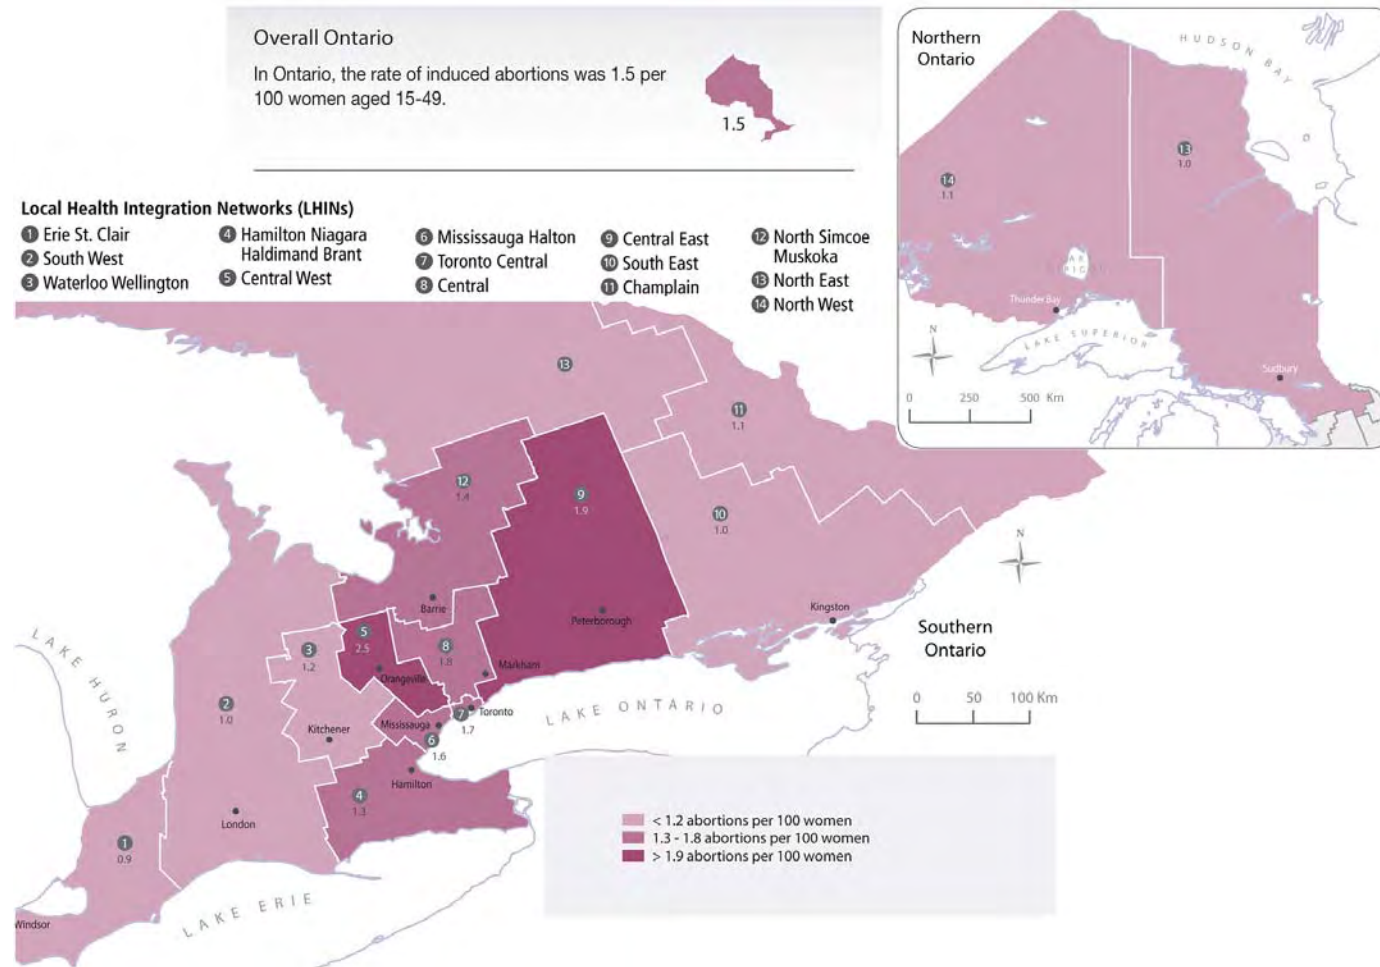 Overall Ontario
In Ontario, the rate of induced abortions was 1.5 per
100 women aged 15-49.
1.5
Local Health Integration Networks (LHINs)
1 Erie St. Clair
2 South West
3 Waterloo Wellington
4 Hamilton Niagara
Haldimand Brant
5 Central West
6 Mississauga Halton
7 Toronto Central
8 Central
9 Central East
10 South East
11 Champlain
12 North Simcoe
Muskoka
13 North East
14 North West
Northern
Ontario
HUDSON BAY
13
1.0
14
1.1
Thunder Bay
LAKE SUPERIOR
Sudbury
N
0 250 500 Km
13
11
1.1
12
1.4
9
1.9
10
1.0
N
Barrie
Peterborough
Kingston
Southern
Ontario
5
2.5
3
1.2
8
1.8
Markham
Orangeville
LAKE HURON
2
1.0
Kitchener
Mississauga
7
Toronto
1.7
LAKE ONTARIO
0 50 100 Km
6
1.6
Hamilton
4
1.3
London
1
0.9
Windsor
LAKE ERIE
< 1.2 abortions per 100 women
1.3 - 1.8 abortions per 100 women
> 1.9 abortions per 100 women